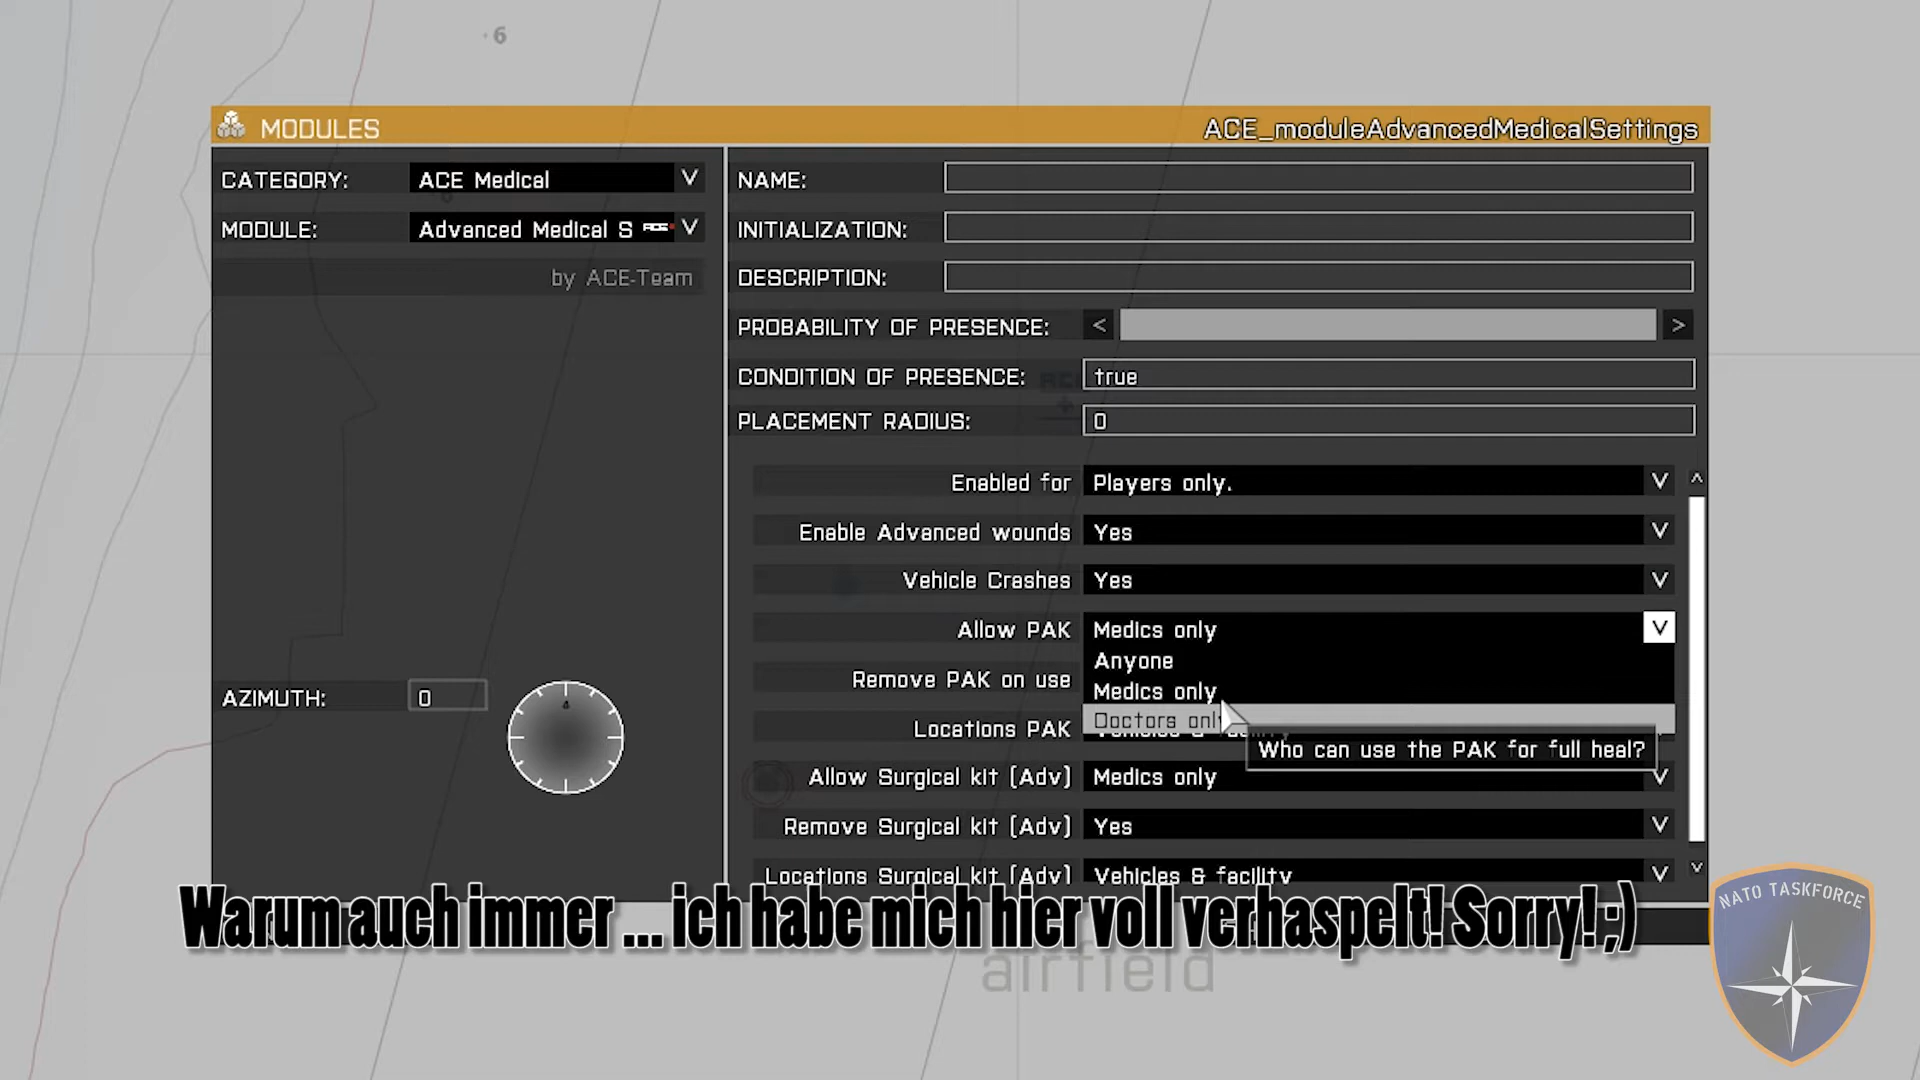 6
MODULES
ACE_moduleAdvancedMedicalSettings
CATEGORY:
ACE Medical
MODULE:
Advanced Medical S
by ACE-Team
AZIMUTH:
0
NAME:
INITIALIZATION:
DESCRIPTION:
PROBABILITY OF PRESENCE:
CONDITION OF PRESENCE:
true
PLACEMENT RADIUS:
0
Enabled for
Players only.
Enable Advanced wounds
Yes
Vehicle Crashes
Yes
Allow PAK
Medics only
Anyone
Medics only
Remove PAK on use
Doctors only
Locations PAK
Who can use the PAK for full heal?
Allow Surgical kit (Adv)
Medics only
Remove Surgical kit (Adv)
Yes
Locations Surgical kit (Adv)
Vehicles & facility
Warum auch immer ... ich habe mich hier voll verhaspelt! Sorry! ;)
airfield
NATO TASKFORCE